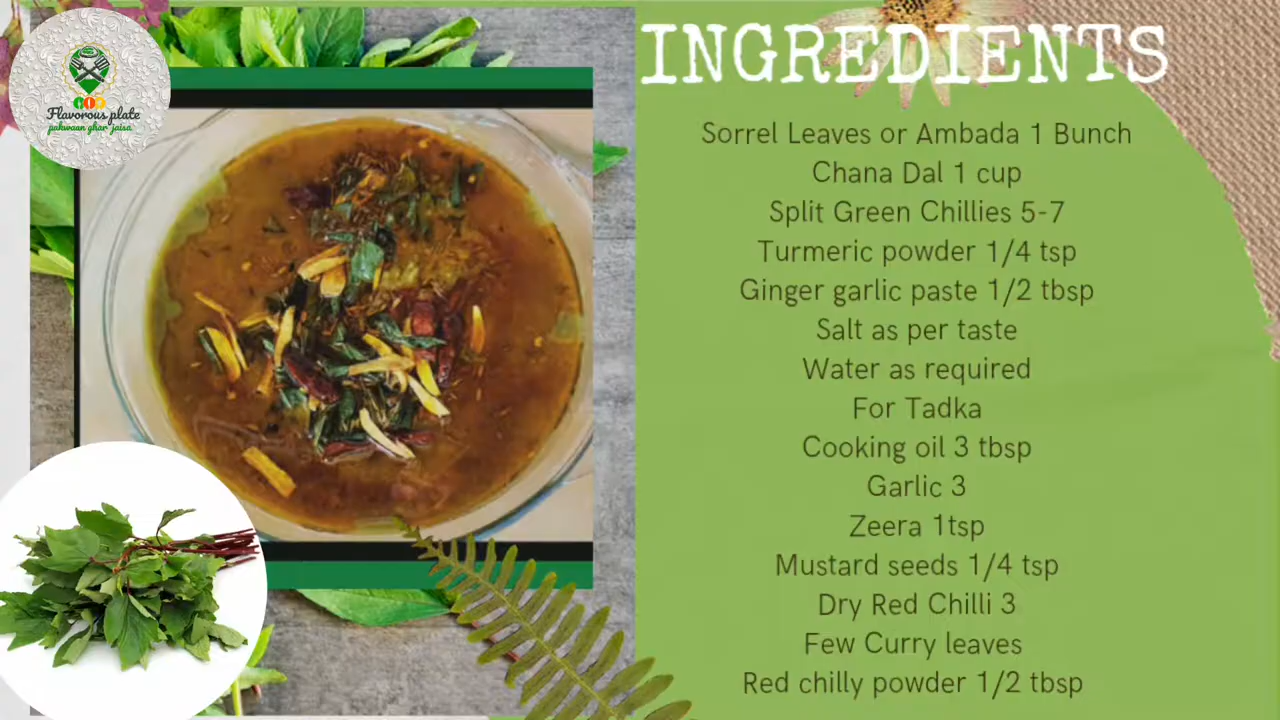 Flavorous plate
pakwaan ghar jaisa
INGREDIENTS
Sorrel Leaves or Ambada 1 Bunch
Chana Dal 1 cup
Split Green Chillies 5-7
Turmeric powder 1/4 tsp
Ginger garlic paste 1/2 tbsp
Salt as per taste
Water as required
For Tadka
Cooking oil 3 tbsp
Garlic 3
Zeera 1tsp
Mustard seeds 1/4 tsp
Dry Red Chilli 3
Few Curry leaves
Red chilly powder 1/2 tbsp